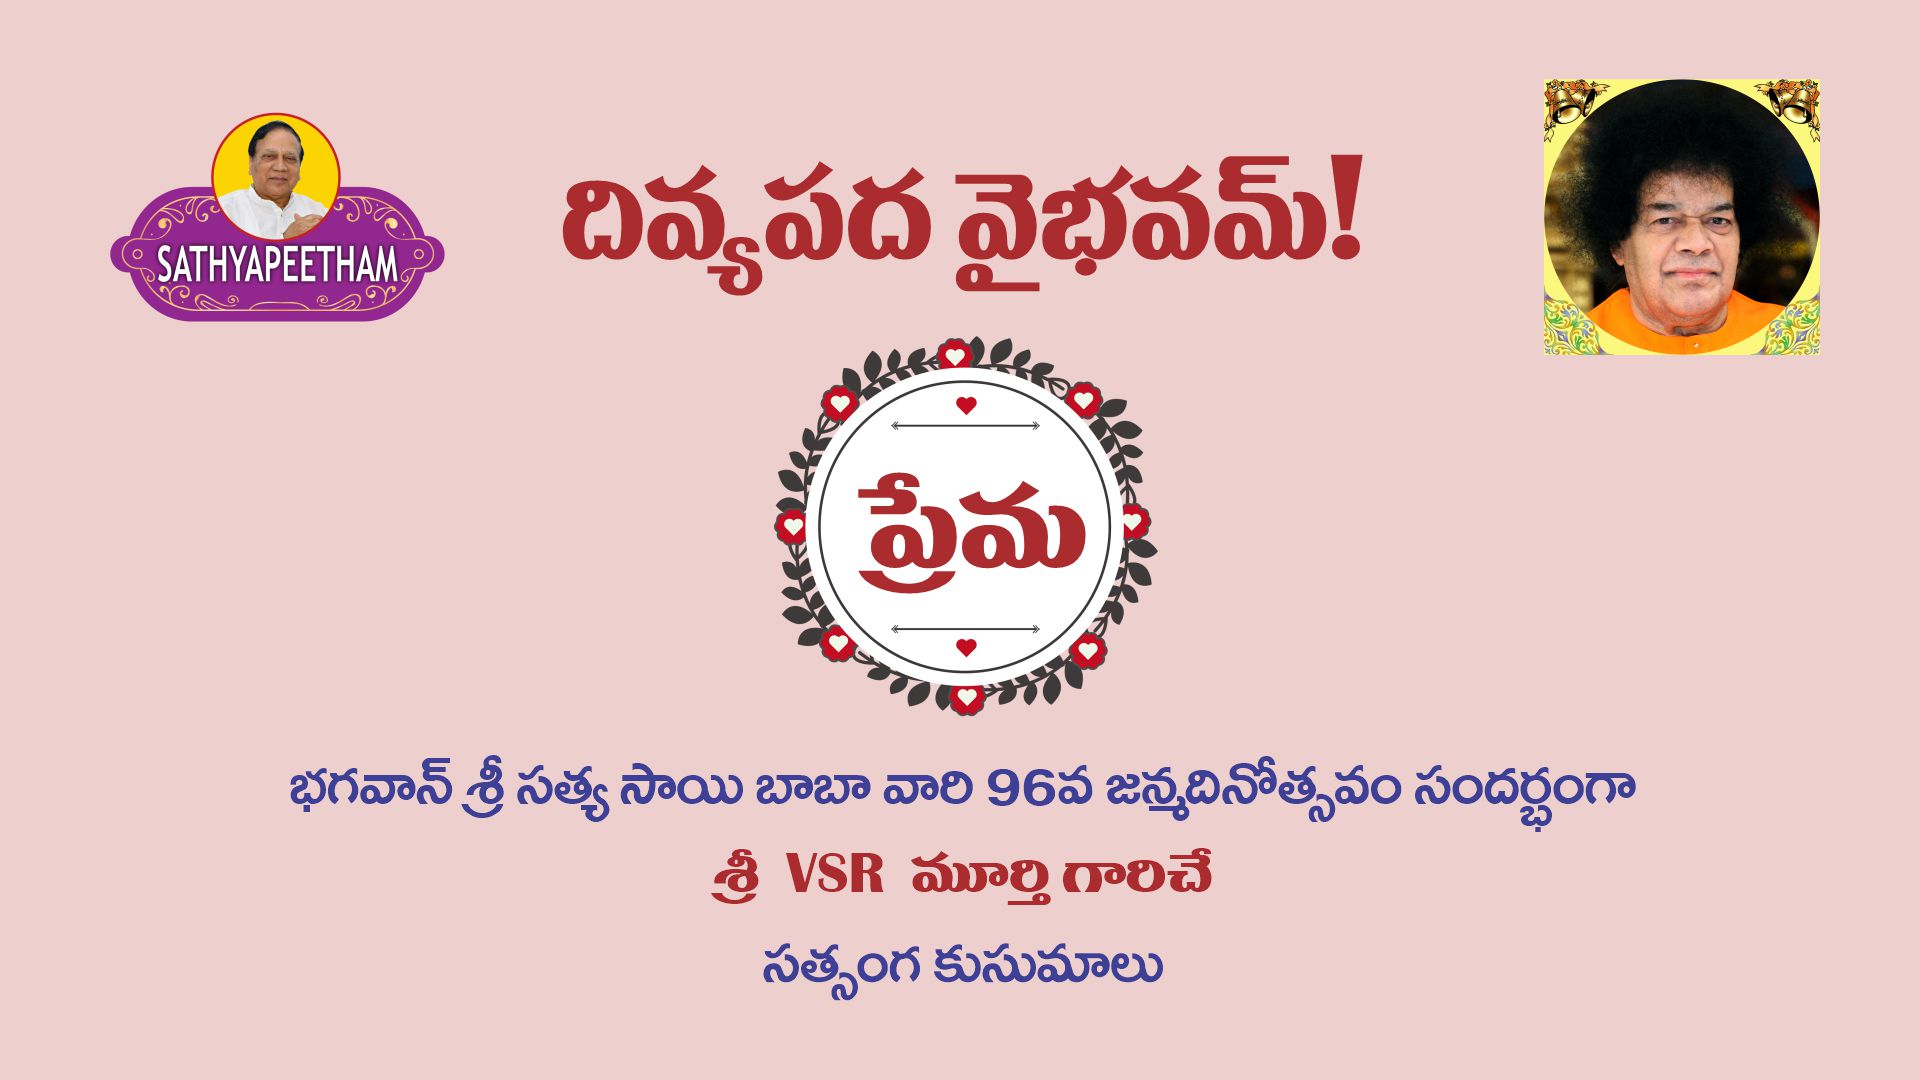 SATHYAPEETHAM
దివ్యపద వైభవమ్!
ప్రేమ
భగవాన్ శ్రీ సత్య సాయి బాబా వారి 96వ జన్మదినోత్సవం సందర్భంగా
శ్రీ VSR మూర్తి గారిచే
సత్సంగ కుసుమాలు